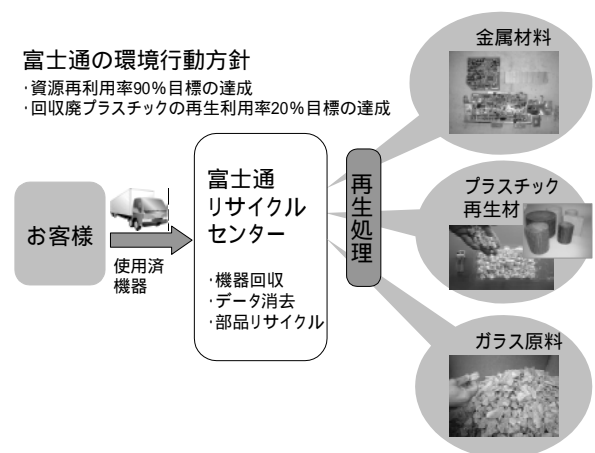 富士通の環境行動方針
･資源再利用率90%目標の達成
･回収廃プラスチックの再生利用率20%目標の達成
お客様
使用済
機器
富士通
リサイクル
センター
･機器回収
･データ消去
･部品リサイクル
再生処理
金属材料
プラスチック
再生材
ガラス原料